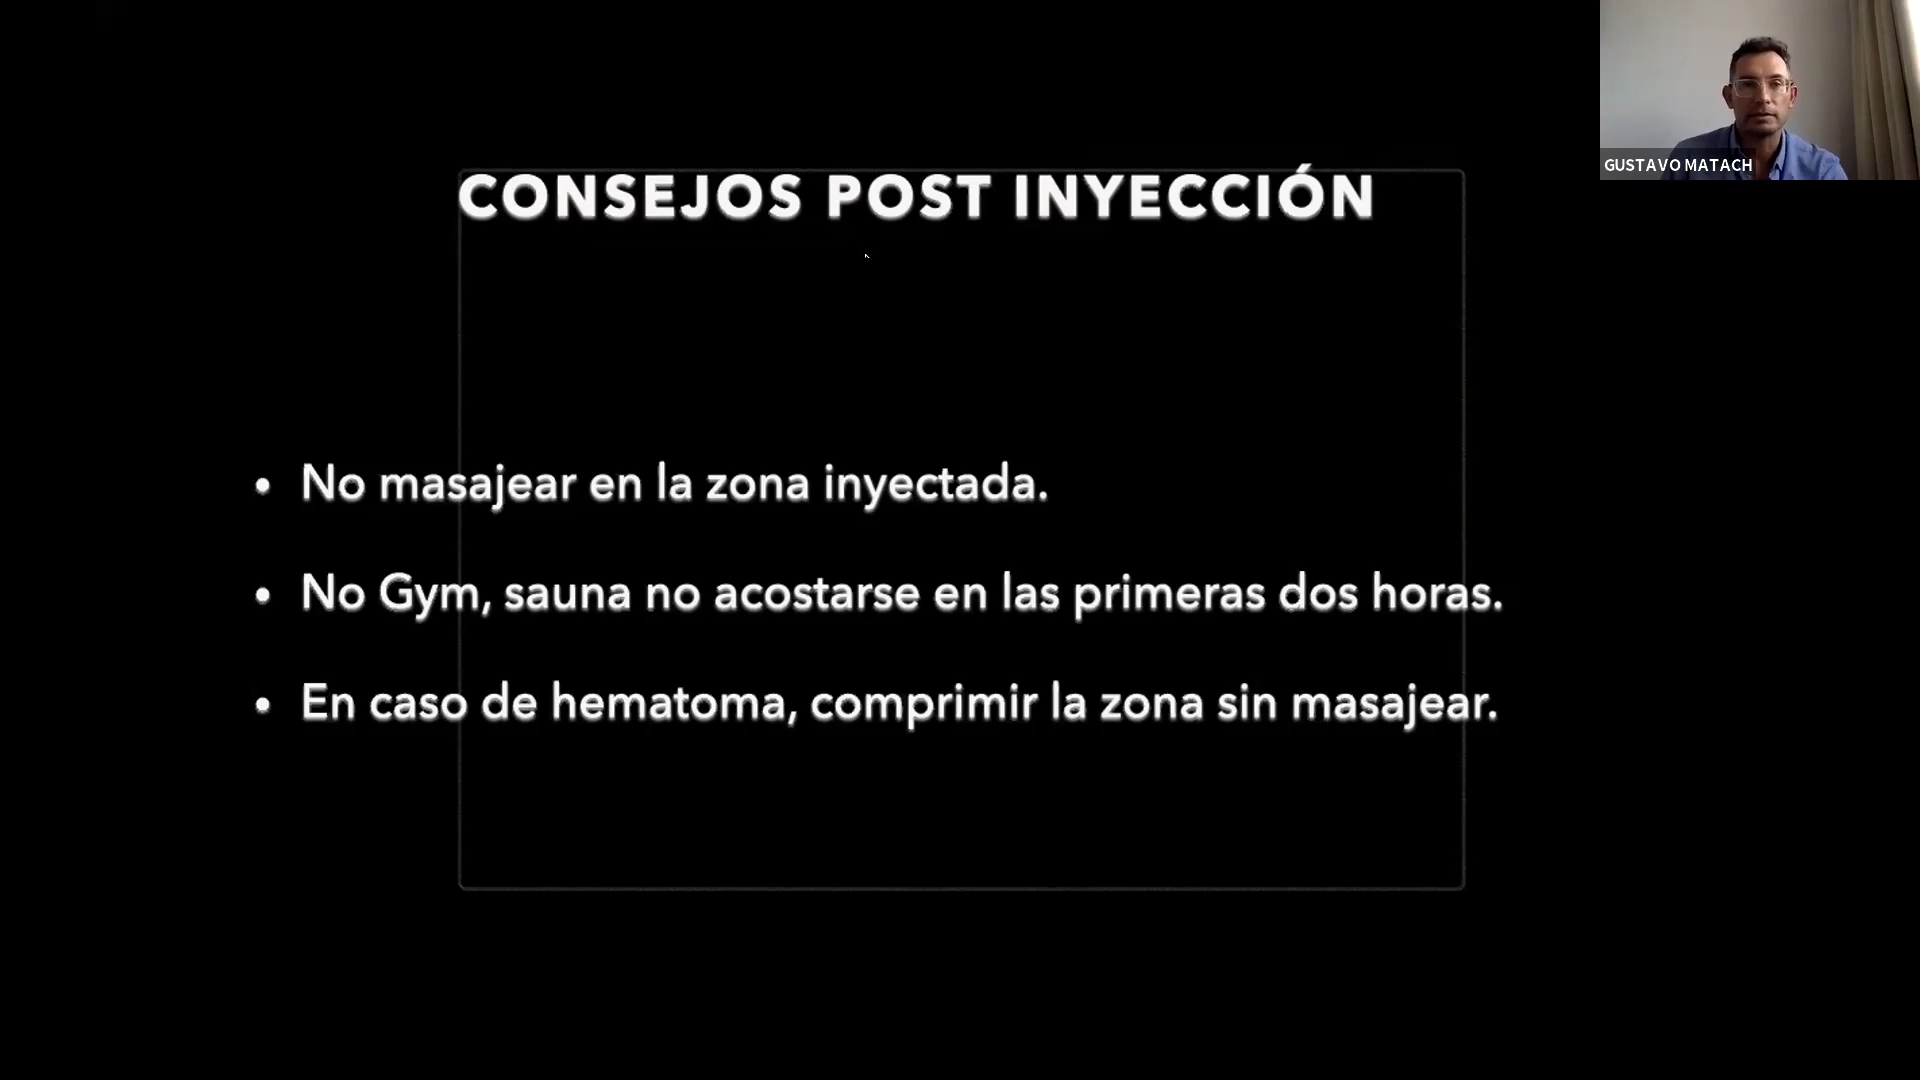 CONSEJOS POST INYECCIÓN
• No masajear en la zona inyectada.
• No Gym, sauna no acostarse en las primeras dos horas.
• En caso de hematoma, comprimir la zona sin masajear.
GUSTAVO MATACH